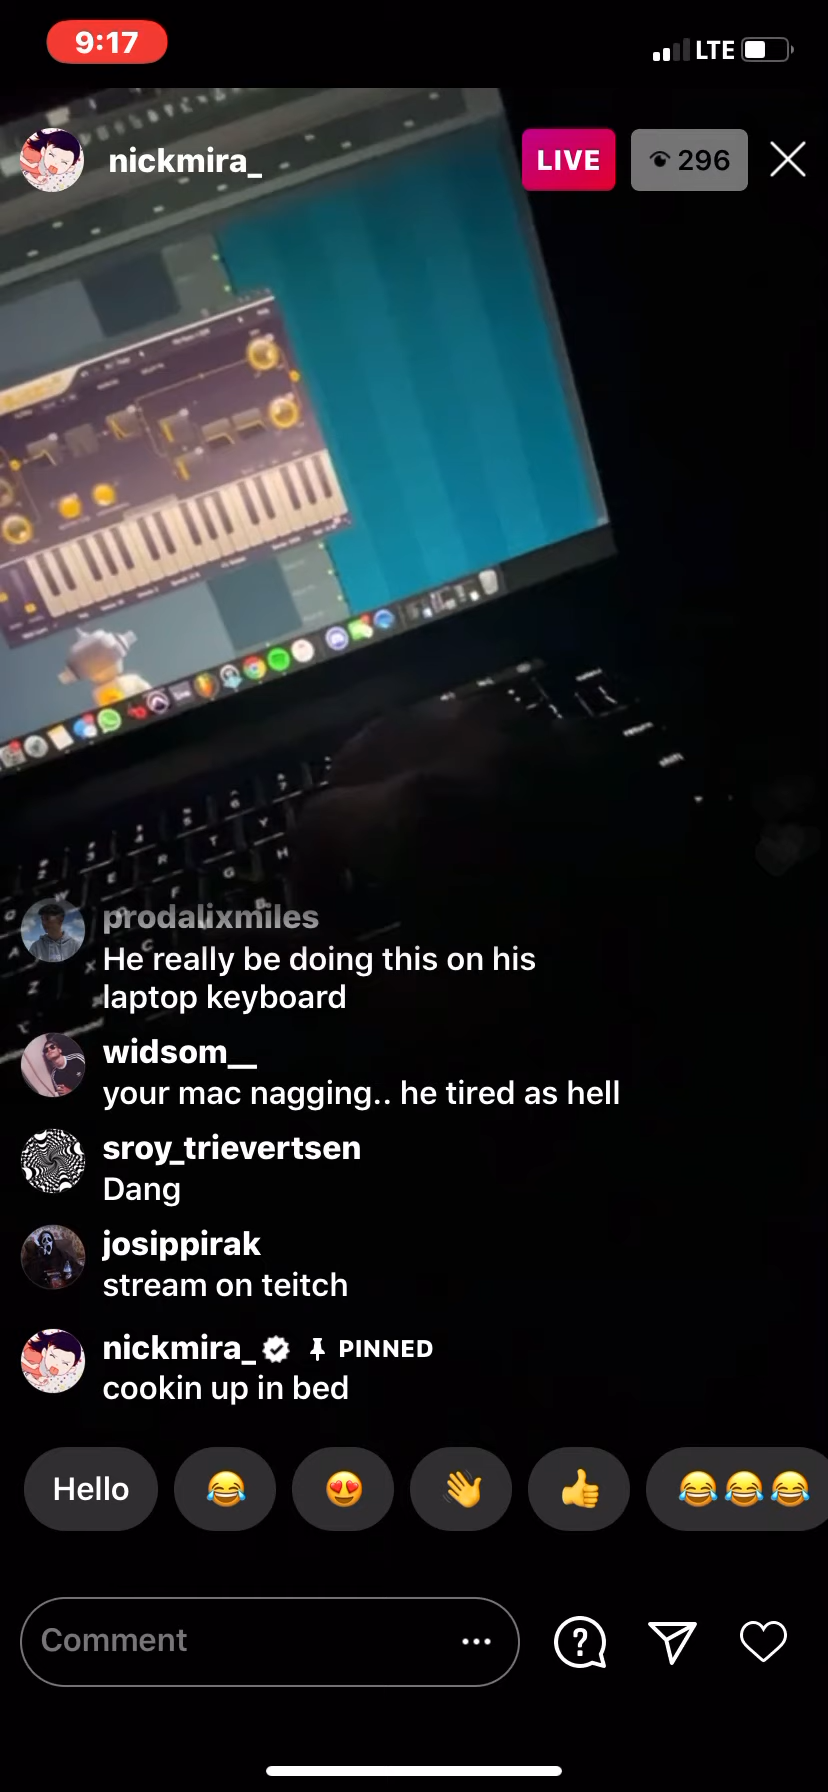 9:17
LTE
nickmira_
LIVE
296
prodalixmiles
He really be doing this on his
laptop keyboard
widsom__
your mac nagging.. he tired as hell
sroy_trievertsen
Dang
josippirak
stream on teitch
nickmira_ PINNED
cookin up in bed
Hello
Comment